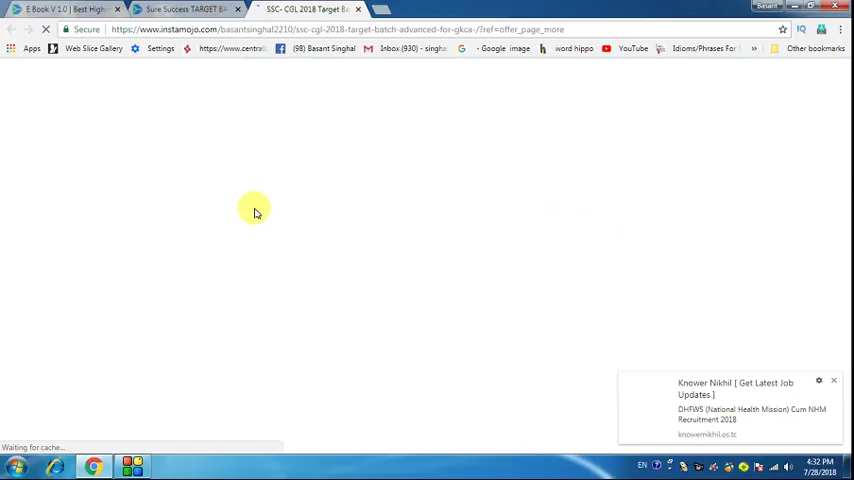 E Book V 1.0 | Best High
Sure Success TARGET BA
SSC- CGL 2018 Target Ba
Basant
Secure
https://www.instamojo.com/basantsinghal2210/ssc-cgl-2018-target-batch-advanced-for-gkca-/?ref=offer_page_more
Apps
Web Slice Gallery
Settings
https://www.central
(98) Basant Singhal
Inbox (930) - singha
- Google image
word hippo
YouTube
Idioms/Phrases For
»
Other bookmarks
Knower Nikhil [ Get Latest Job
Updates ]
DHFWS (National Health Mission) Cum NHM
Recruitment 2018
knowernikhil.os.tc
Waiting for cache...
EN
4:32 PM
7/28/2018